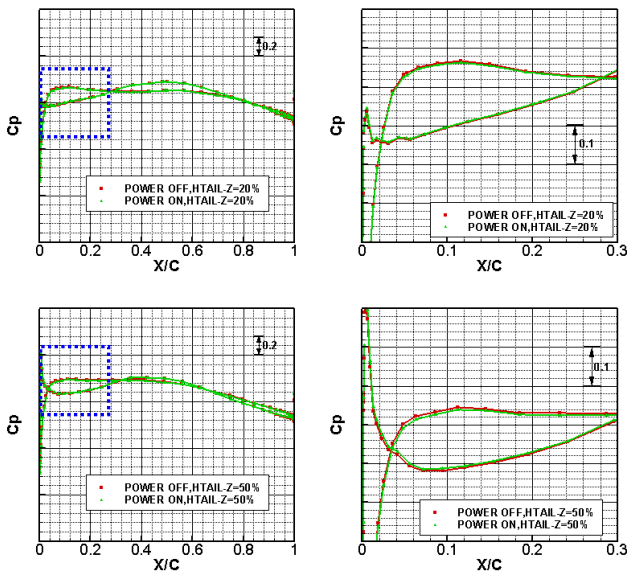 0.2
Cp
POWER OFF,HTAIL-Z=20%
POWER ON,HTAIL-Z=20%
0 0.2 0.4 0.6 0.8 1
X/C
0.1
Cp
POWER OFF,HTAIL-Z=20%
POWER ON,HTAIL-Z=20%
0 0.1 0.2 0.3
X/C
0.2
Cp
POWER OFF,HTAIL-Z=50%
POWER ON,HTAIL-Z=50%
0 0.2 0.4 0.6 0.8 1
X/C
0.1
Cp
POWER OFF,HTAIL-Z=50%
POWER ON,HTAIL-Z=50%
0 0.1 0.2 0.3
X/C